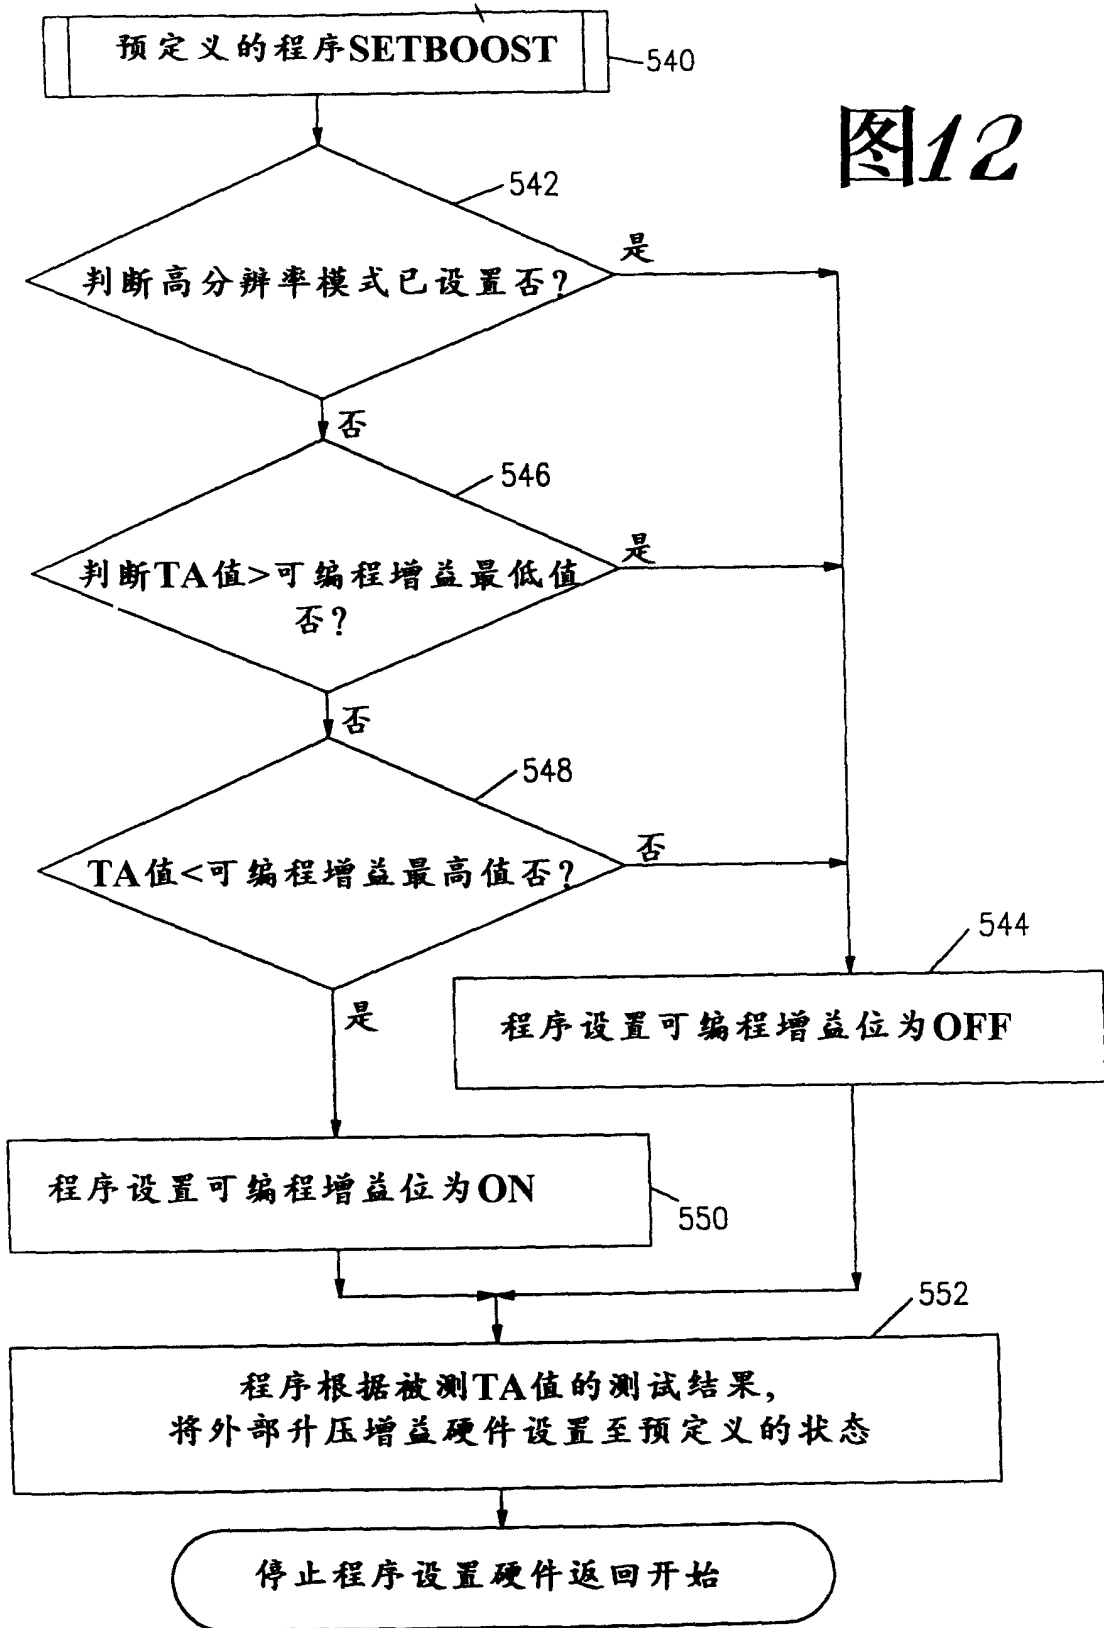 预定义的程序SETBOOST
540
图12
542
判断高分辨率模式已设置否?
是
否
546
判断TA值>可编程增益最低值
否?
是
否
548
TA值<可编程增益最高值否?
否
是
544
程序设置可编程增益位为OFF
程序设置可编程增益位为ON
550
552
程序根据被测TA值的测试结果,
将外部升压增益硬件设置至预定义的状态
停止程序设置硬件返回开始